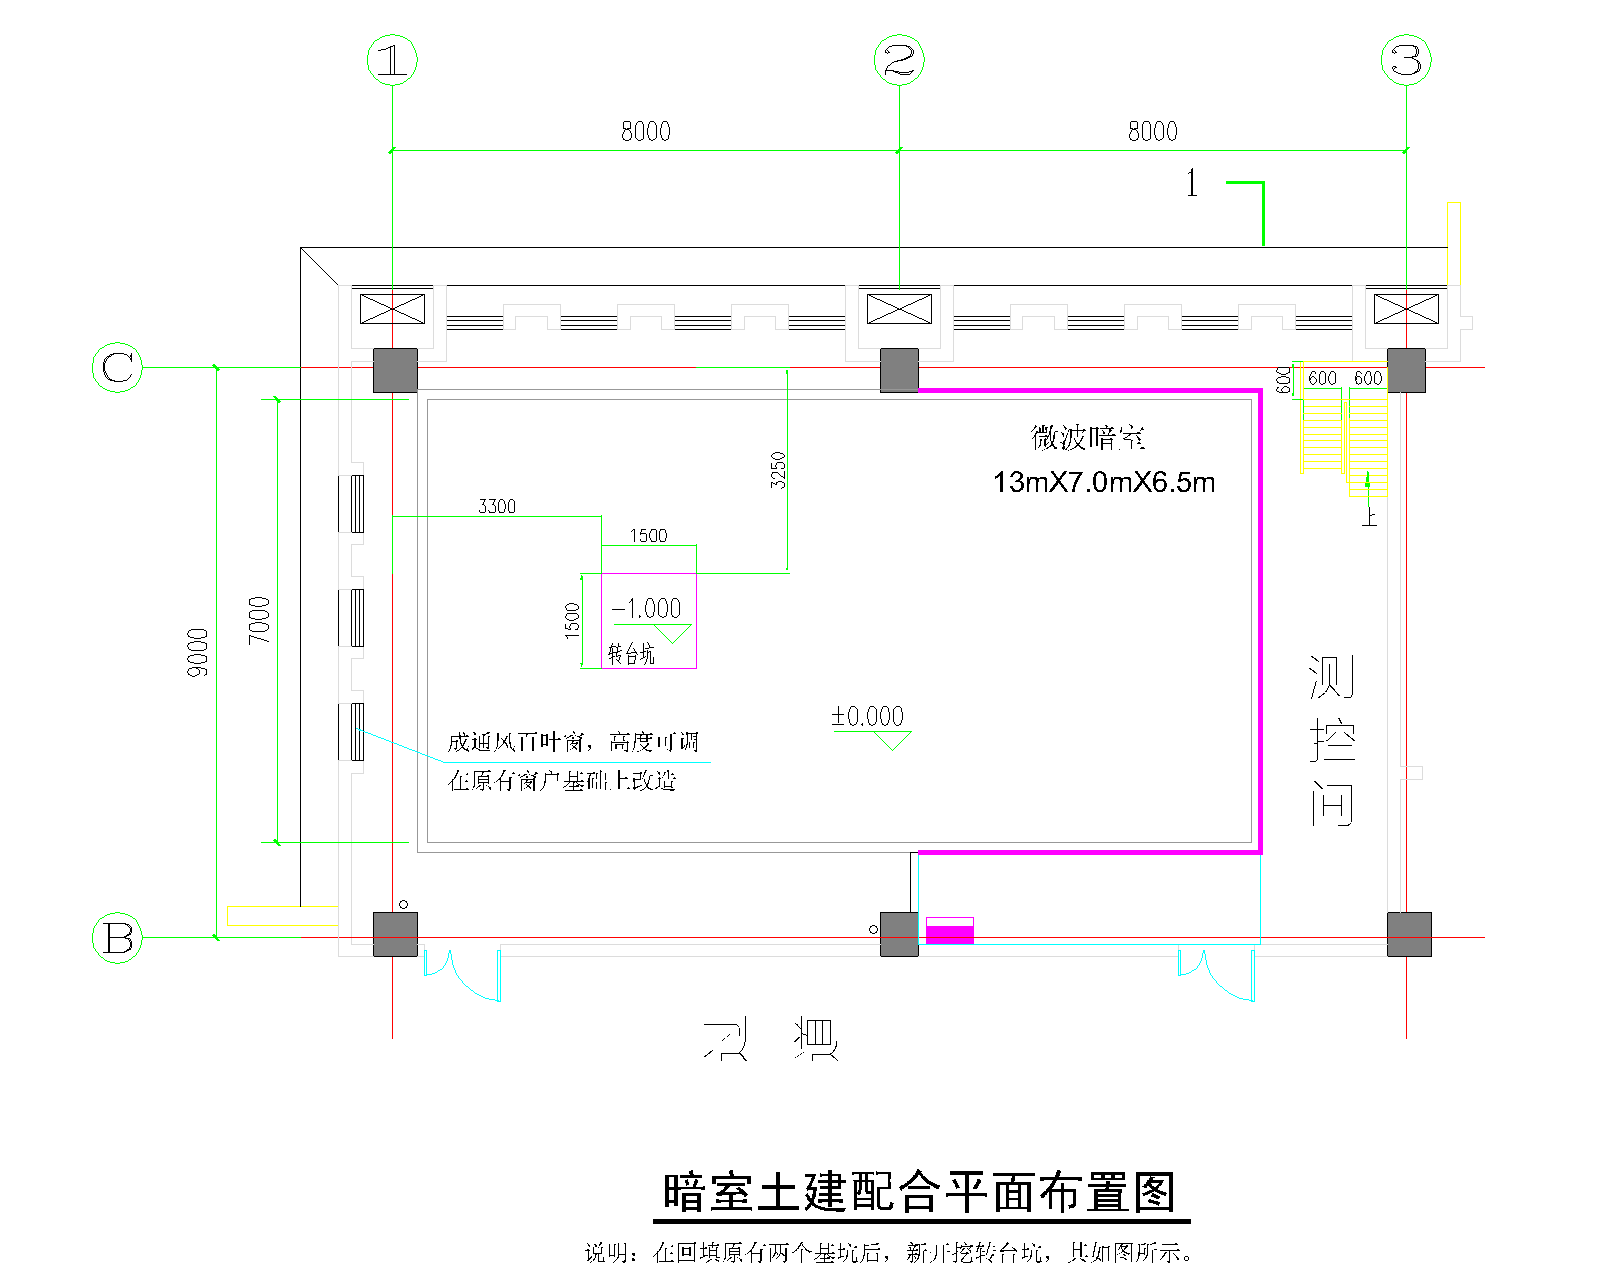 1
2
3
8000
8000
1
C
600
600
600
微波暗室
13mX7.0mX6.5m
3250
3300
1500
上
1500
-1.000
转台坑
7000
9000
±0.000
测控间
成通风百叶窗，高度可调
在原有窗户基础上改造
B
过道
暗室土建配合平面布置图
说明：在回填原有两个基坑后，新开挖转台坑，其如图所示。